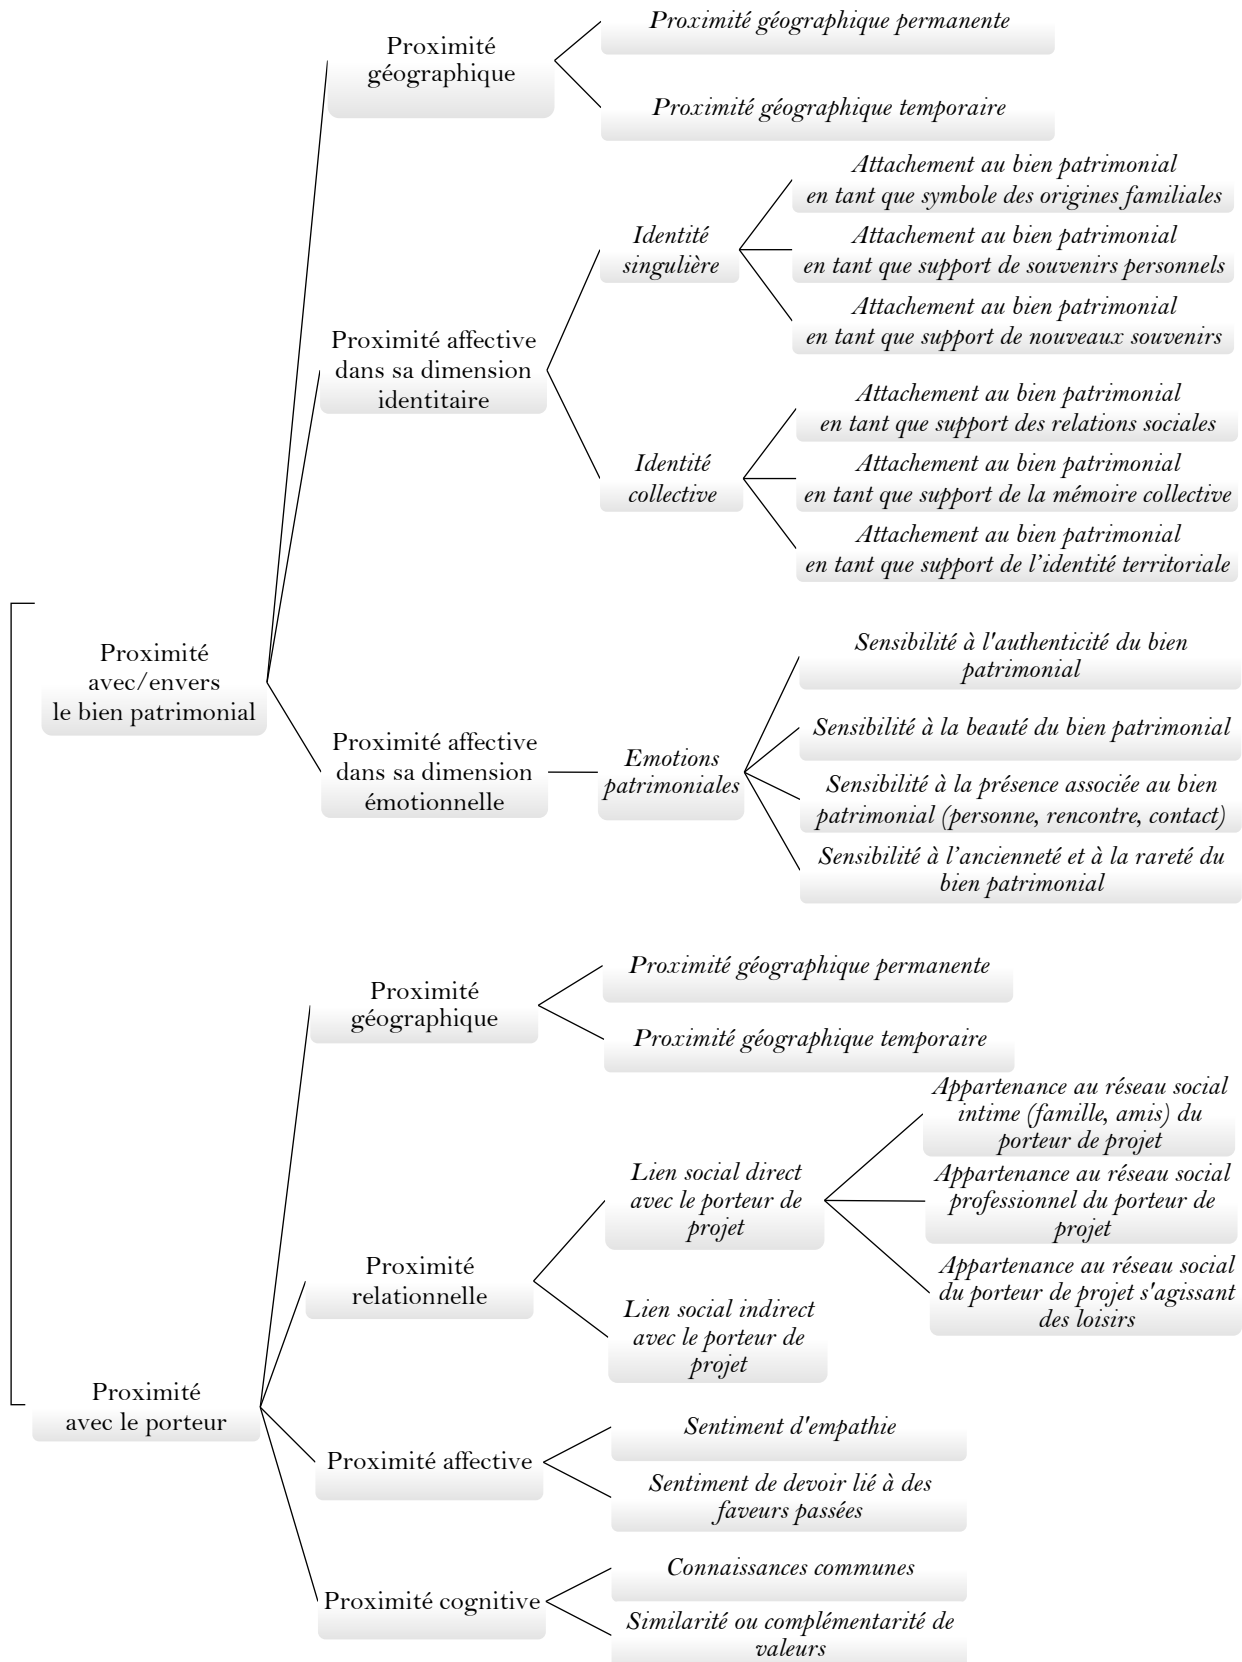 Proximité
avec/envers
le bien patrimonial
Proximité
géographique
Proximité géographique permanente
Proximité géographique temporaire
Proximité affective
dans sa dimension
identitaire
Identité
singulière
Attachement au bien patrimonial
en tant que symbole des origines familiales
Attachement au bien patrimonial
en tant que support de souvenirs personnels
Attachement au bien patrimonial
en tant que support de nouveaux souvenirs
Identité
collective
Attachement au bien patrimonial
en tant que support des relations sociales
Attachement au bien patrimonial
en tant que support de la mémoire collective
Attachement au bien patrimonial
en tant que support de l’identité territoriale
Proximité affective
dans sa dimension
émotionnelle
Emotions
patrimoniales
Sensibilité à l'authenticité du bien
patrimonial
Sensibilité à la beauté du bien patrimonial
Sensibilité à la présence associée au bien
patrimonial (personne, rencontre, contact)
Sensibilité à l’ancienneté et à la rareté du
bien patrimonial
Proximité
avec le porteur
Proximité
géographique
Proximité géographique permanente
Proximité géographique temporaire
Proximité
relationnelle
Lien social direct
avec le porteur de
projet
Appartenance au réseau social
intime (famille, amis) du
porteur de projet
Appartenance au réseau social
professionnel du porteur de
projet
Appartenance au réseau social
du porteur de projet s'agissant
des loisirs
Lien social indirect
avec le porteur de
projet
Proximité affective
Sentiment d'empathie
Sentiment de devoir lié à des
faveurs passées
Proximité cognitive
Connaissances communes
Similarité ou complémentarité de
valeurs